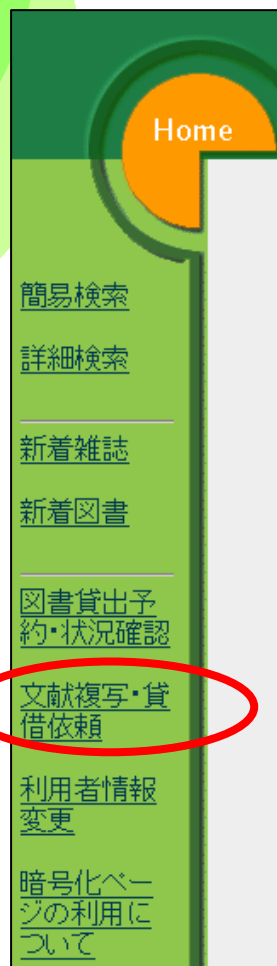 Home
簡易検索
詳細検索
新着雑誌
新着図書
図書貸出予
約・状況確認
文献複写・貸
借依頼
利用者情報
変更
暗号化ペー
ジの利用に
ついて